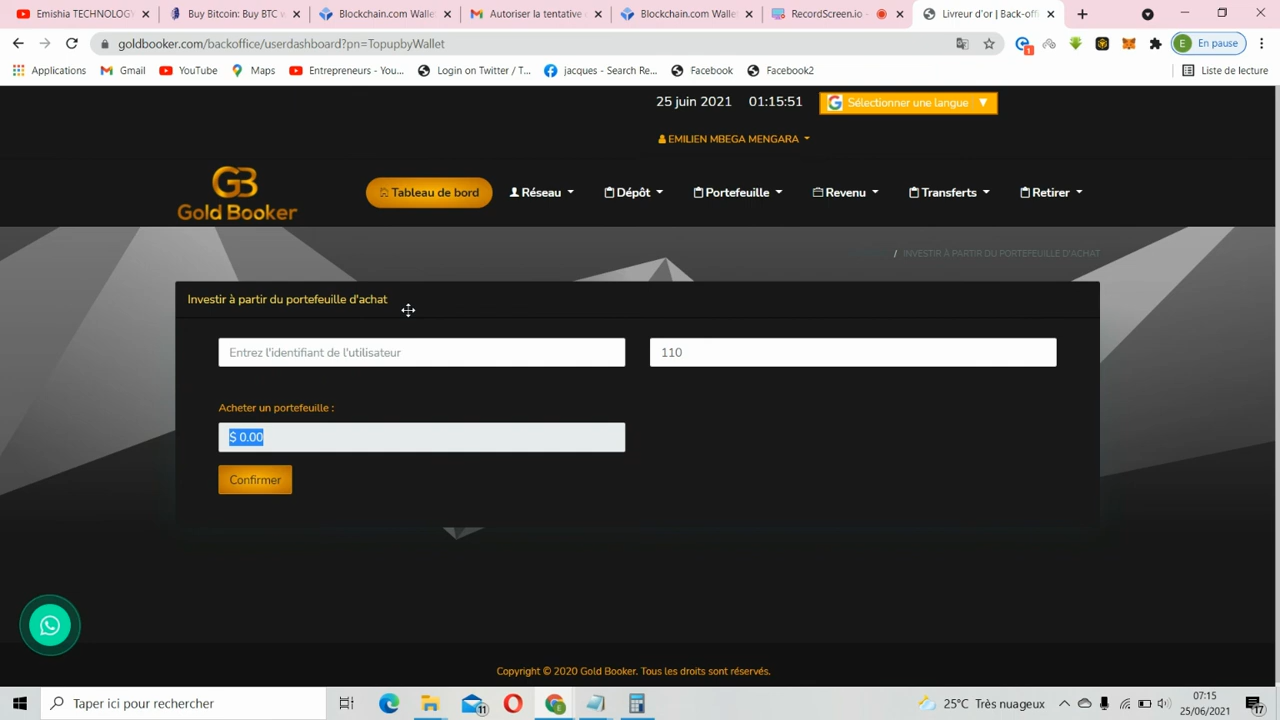 Emishia TECHNOLOGY
Buy Bitcoin: Buy BTC w
Blockchain.com Walle
Autoriser la tentative
Blockchain.com Walle
RecordScreen.io -
Livreur d'or | Back-offi
goldbooker.com/backoffice/userdashboard?pn=TopupbyWallet
1
E En pause
Applications
Gmail
YouTube
Maps
Entrepreneurs - You...
Login on Twitter / T...
jacques - Search Re...
Facebook
Facebook2
Liste de lecture
25 juin 2021 01:15:51
G Sélectionner une langue ▼
EMILIEN MBEGA MENGARA
GB
Gold Booker
Tableau de bord
Réseau
Dépôt
Portefeuille
Revenu
Transferts
Retirer
/ INVESTIR À PARTIR DU PORTEFEUILLE D'ACHAT
Investir à partir du portefeuille d'achat
Entrez l'identifiant de l'utilisateur
110
Acheter un portefeuille :
$ 0.00
Confirmer
Copyright © 2020 Gold Booker. Tous les droits sont réservés.
Taper ici pour rechercher
11
25°C Très nuageux
07:15
25/06/2021
17